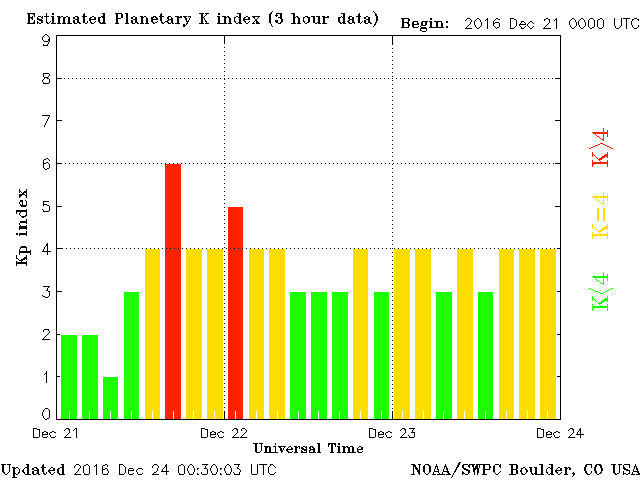 Estimated Planetary K index (3 hour data) Begin: 2016 Dec 21 0000 UTC
9
8
7
6
5
4
3
2
1
0
Kp index
K>4
K=4
K<4
Dec 21 Dec 22 Dec 23 Dec 24
Universal Time
Updated 2016 Dec 24 00:30:03 UTC NOAA/SWPC Boulder, CO USA